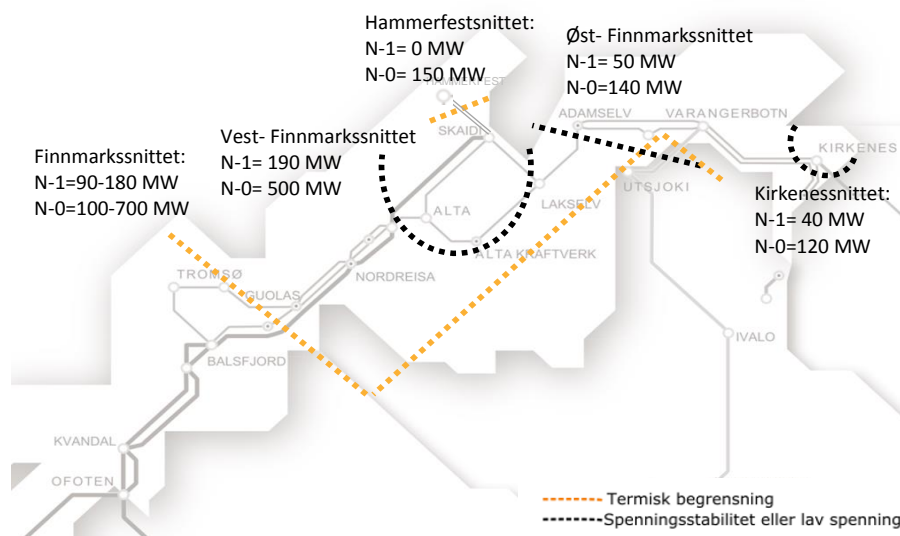 Hammerfestsnittet:
N-1= 0 MW
N-0= 150 MW
HAMMERFEST
Øst- Finnmarkssnittet
N-1= 50 MW
N-0=140 MW
ADAMSELV
VARANGERBOTN
SKAIDI
Vest- Finnmarkssnittet
N-1= 190 MW
N-0= 500 MW
Finnmarkssnittet:
N-1=90-180 MW
N-0=100-700 MW
KIRKENES
UTSJOKI
LAKSELV
Kirkenessnittet:
N-1= 40 MW
N-0=120 MW
ALTA
ALTA KRAFTVERK
TROMSØ
NORDREISA
GUOLAS
IVALO
BALSFJORD
KVANDAL
OFOTEN
Termisk begrensning
Spenningsstabilitet eller lav spenning